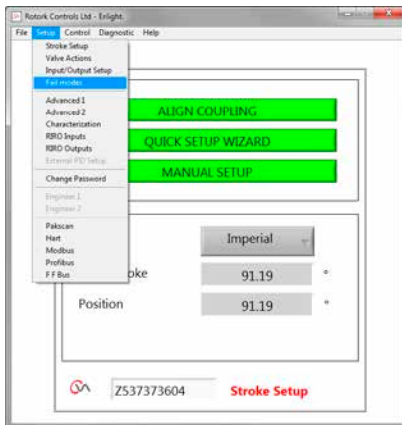 Rotork Controls Ltd - Enlight.
File Setup Control Diagnostic Help
Stroke Setup
Valve Actions
Input/Output Setup
Fail modes
Advanced 1
Advanced 2
Characterization
RIRO Inputs
RIRO Outputs
External PID Setup
Change Password
Engineer 1
Engineer 2
Pakscan
Hart
Modbus
Profibus
F F Bus
ALIGN COUPLING
QUICK SETUP WIZARD
MANUAL SETUP
Imperial
oke 91.19 °
Position 91.19 °
Z537373604 Stroke Setup